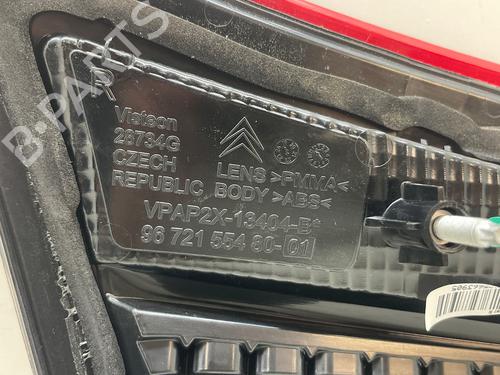 R
Visteon
28734G
CZECH
REPUBLIC
LENS >PMMA<
BODY >ABS<
VPAP2X-13404-B*
96 721 554 80-01
B-PARTS